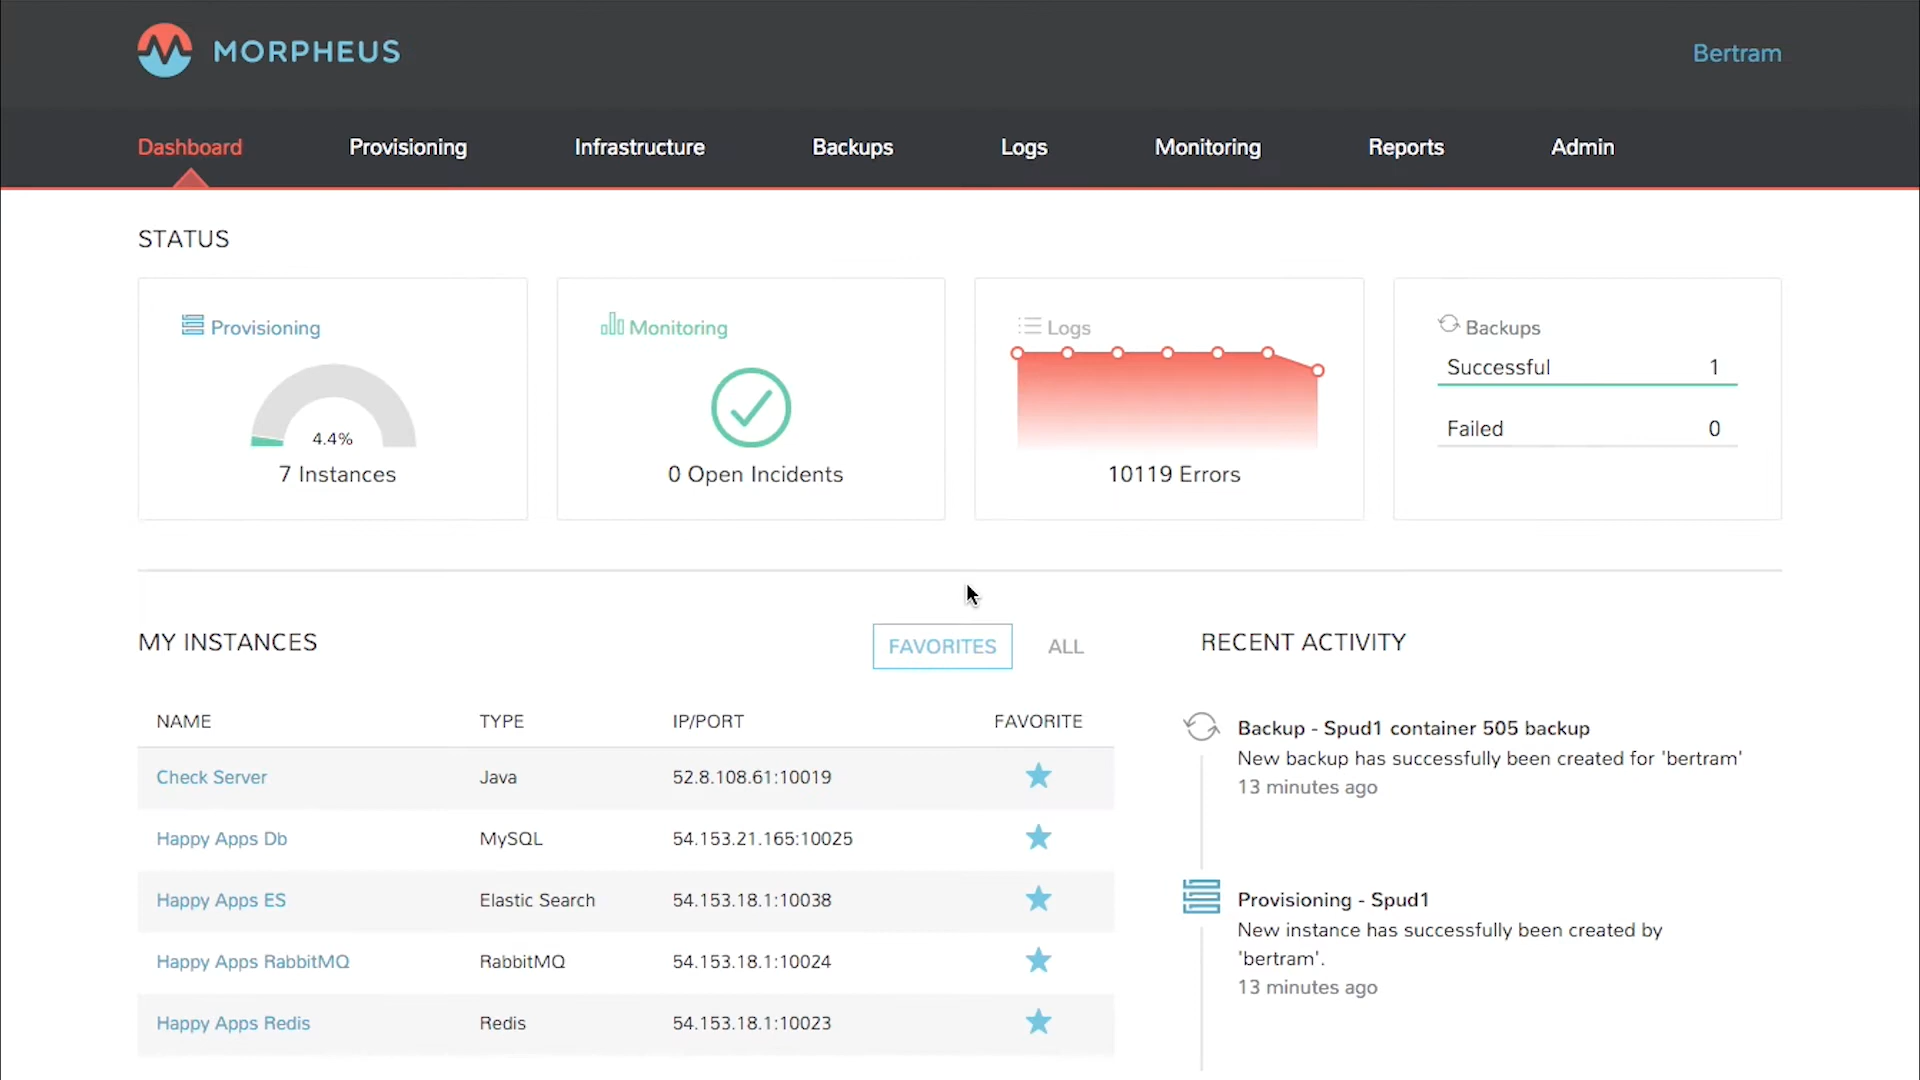 MORPHEUS
Bertram
Dashboard Provisioning Infrastructure Backups Logs Monitoring Reports Admin
STATUS
Provisioning
4.4%
7 Instances
Monitoring
0 Open Incidents
Logs
10119 Errors
Backups
Successful 1
Failed 0
MY INSTANCES
FAVORITES ALL
NAME TYPE IP/PORT FAVORITE
Check Server Java 52.8.108.61:10019
Happy Apps Db MySQL 54.153.21.165:10025
Happy Apps ES Elastic Search 54.153.18.1:10038
Happy Apps RabbitMQ RabbitMQ 54.153.18.1:10024
Happy Apps Redis Redis 54.153.18.1:10023
RECENT ACTIVITY
Backup - Spud1 container 505 backup
New backup has successfully been created for 'bertram'
13 minutes ago
Provisioning - Spud1
New instance has successfully been created by
'bertram'.
13 minutes ago